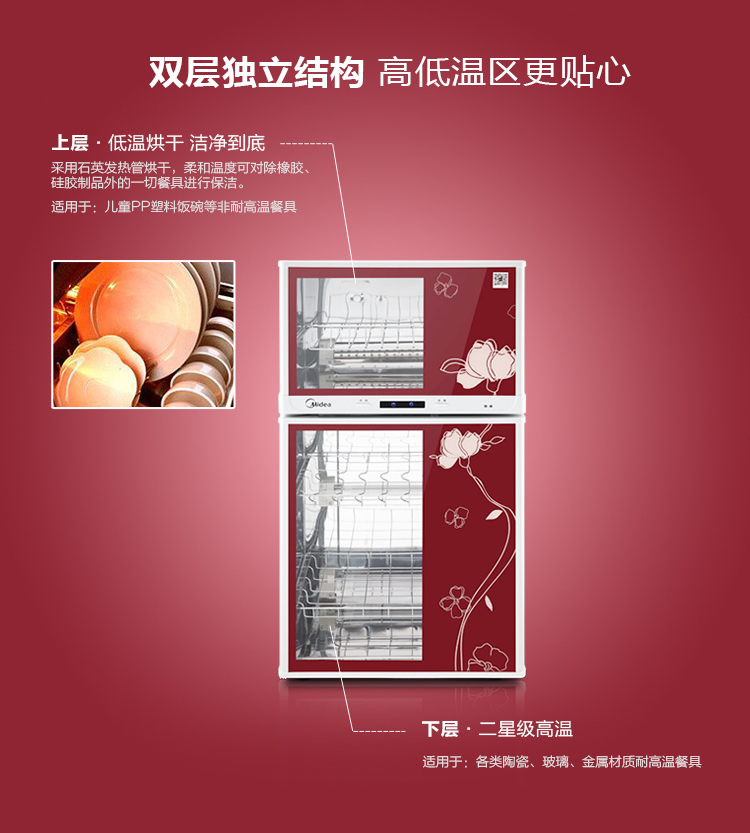 双层独立结构 高低温区更贴心
上层·低温烘干 洁净到底
采用石英发热管烘干，柔和温度可对除橡胶、
硅胶制品外的一切餐具进行保洁。
适用于：儿童PP塑料饭碗等非耐高温餐具
Midea
下层·二星级高温
适用于：各类陶瓷、玻璃、金属材质耐高温餐具